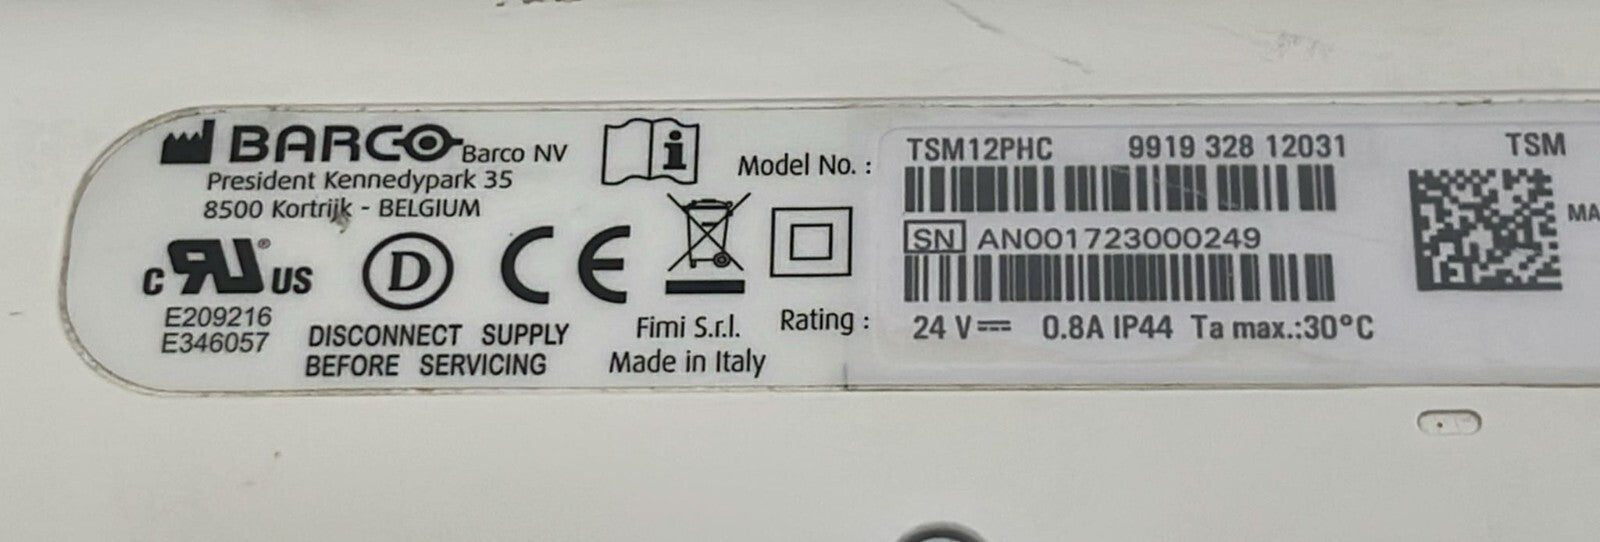 BARCO Barco NV
President Kennedypark 35
8500 Kortrijk - BELGIUM
i
c RU ® US
E209216
E346057
D
DISCONNECT SUPPLY
BEFORE SERVICING
CE
Fimi S.r.l.
Made in Italy
Model No. :
Rating :
TSM12PHC 9919 328 12031
SN AN001723000249
24 V 0.8A IP44 Ta max.:30°C
TSM
MA